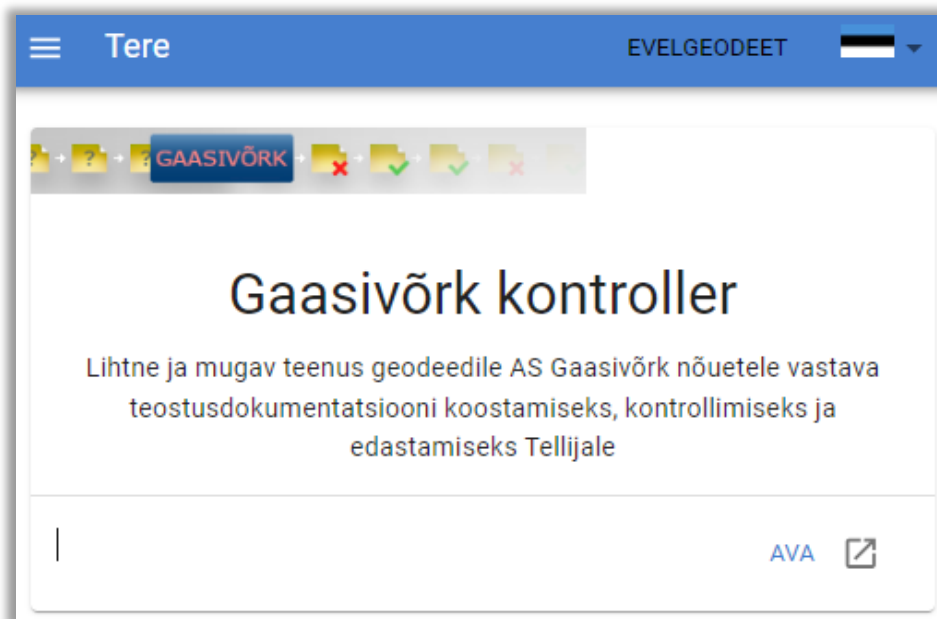 Tere
EVELGEODEET
? ? ? GAASIVÕRK
Gaasivõrk kontroller
Lihtne ja mugav teenus geodeedile AS Gaasivõrk nõuetele vastava
teostusdokumentatsiooni koostamiseks, kontrollimiseks ja
edastamiseks Tellijale
AVA